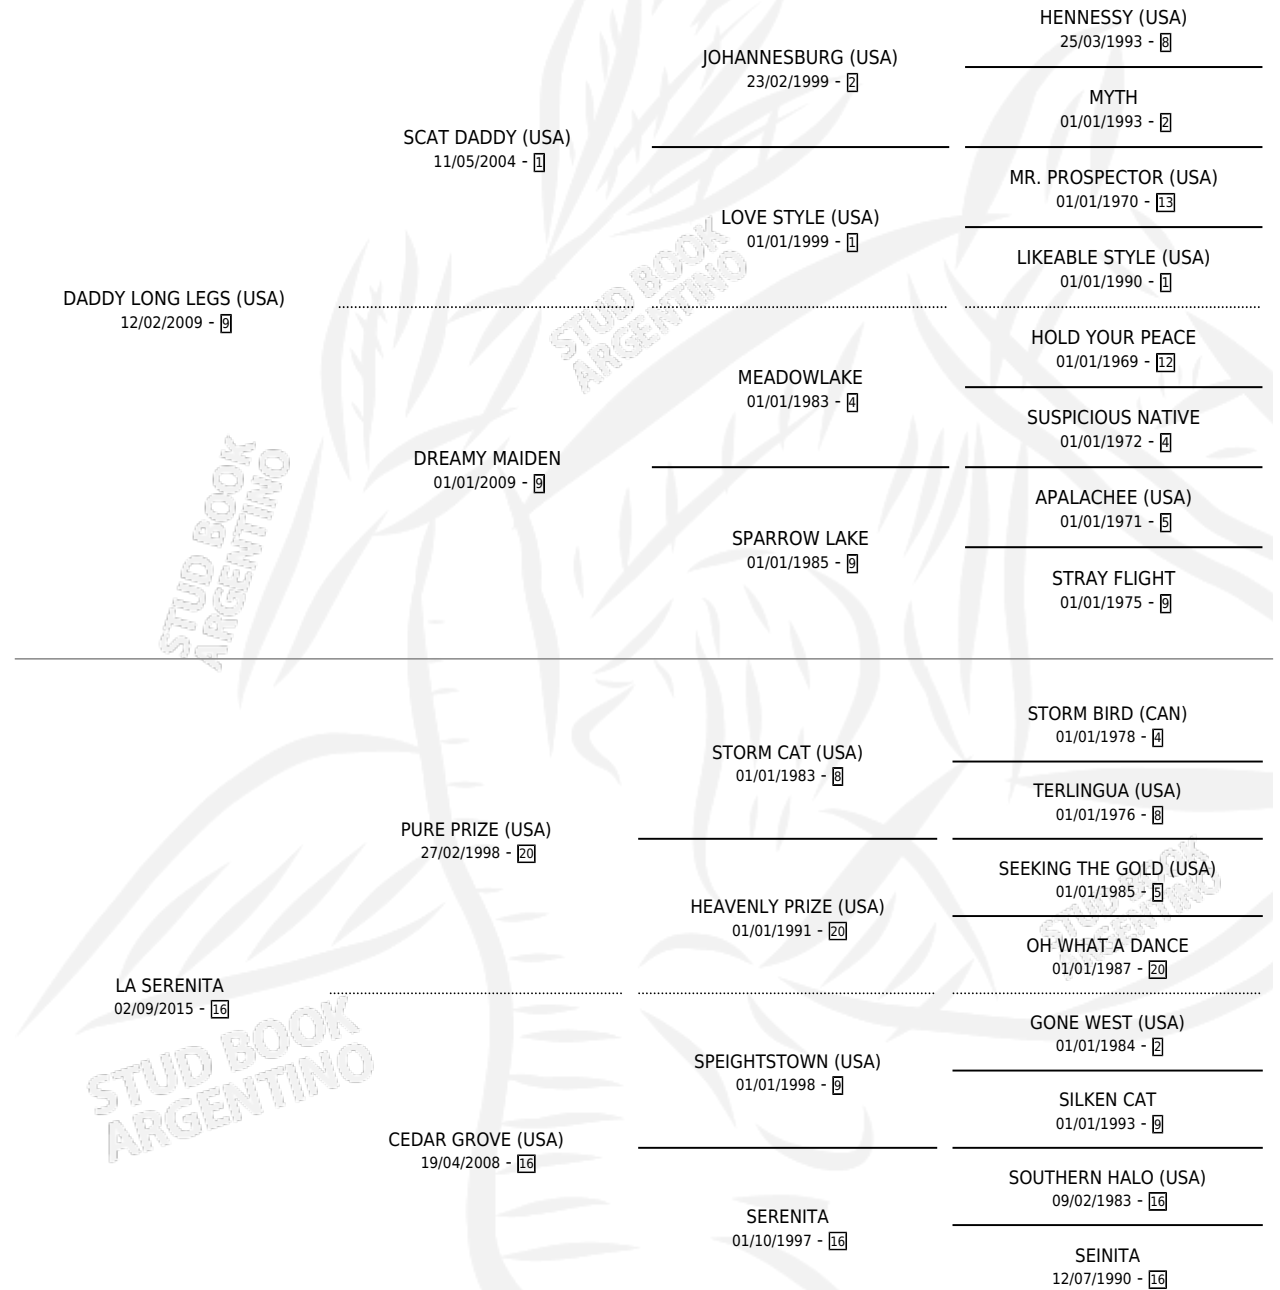 HENNESSY (USA)
25/03/1993 - 8
JOHANNESBURG (USA)
23/02/1999 - 2
MYTH
01/01/1993 - 2
SCAT DADDY (USA)
11/05/2004 - 1
MR. PROSPECTOR (USA)
01/01/1970 - 13
LOVE STYLE (USA)
01/01/1999 - 1
LIKEABLE STYLE (USA)
01/01/1990 - 1
DADDY LONG LEGS (USA)
12/02/2009 - 9
HOLD YOUR PEACE
01/01/1969 - 12
MEADOWLAKE
01/01/1983 - 4
SUSPICIOUS NATIVE
01/01/1972 - 4
DREAMY MAIDEN
01/01/2009 - 9
APALACHEE (USA)
01/01/1971 - 5
SPARROW LAKE
01/01/1985 - 9
STRAY FLIGHT
01/01/1975 - 9
STUD BOOK
ARGENTINO
STUD BOOK
ARGENTINO
STORM BIRD (CAN)
01/01/1978 - 4
STORM CAT (USA)
01/01/1983 - 8
TERLINGUA (USA)
01/01/1976 - 8
PURE PRIZE (USA)
27/02/1998 - 20
SEEKING THE GOLD (USA)
01/01/1985 - 5
HEAVENLY PRIZE (USA)
01/01/1991 - 20
OH WHAT A DANCE
01/01/1987 - 20
LA SERENITA
02/09/2015 - 16
GONE WEST (USA)
01/01/1984 - 2
SPEIGHTSTOWN (USA)
01/01/1998 - 9
SILKEN CAT
01/01/1993 - 9
CEDAR GROVE (USA)
19/04/2008 - 16
SOUTHERN HALO (USA)
09/02/1983 - 16
SERENITA
01/10/1997 - 16
SEINITA
12/07/1990 - 16
STUD BOOK
ARGENTINO
STUD BOOK
ARGENTINO